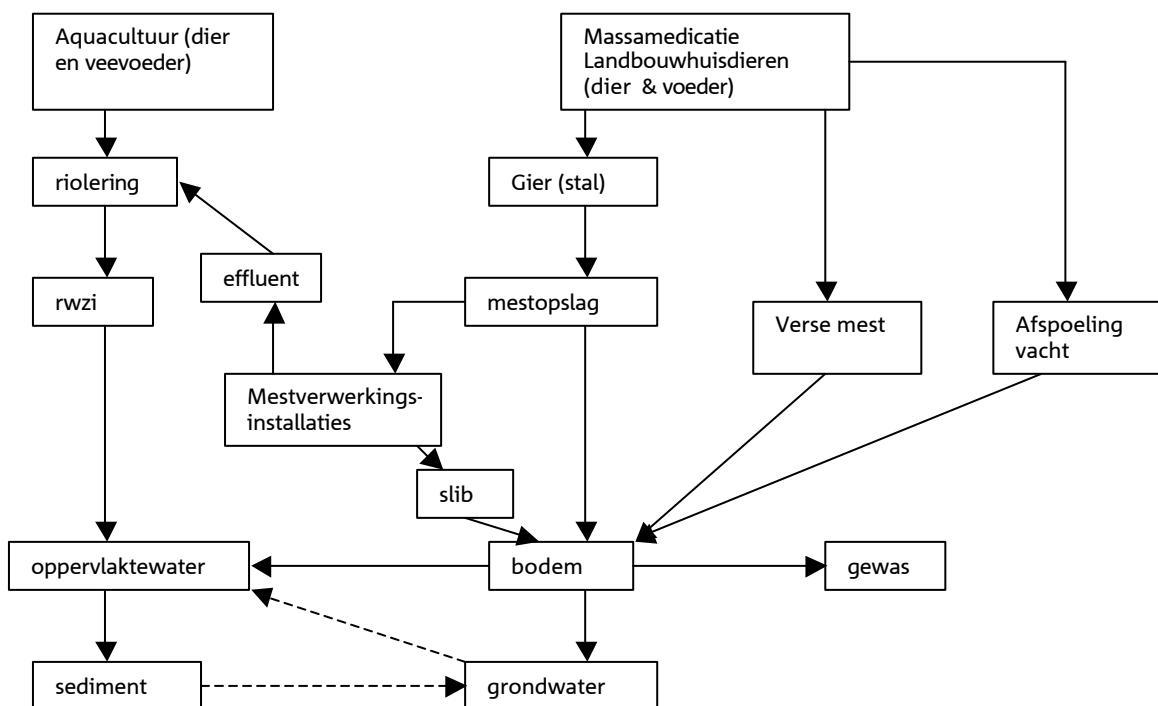 Aquacultuur (dier
en veevoeder)
Massamedicatie
Landbouwhuisdieren
(dier & voeder)
riolering
Gier (stal)
effluent
rwzi
mestopslag
Verse mest
Afspoeling
vacht
Mestverwerkings-
installaties
slib
oppervlaktewater
bodem
gewas
sediment
grondwater